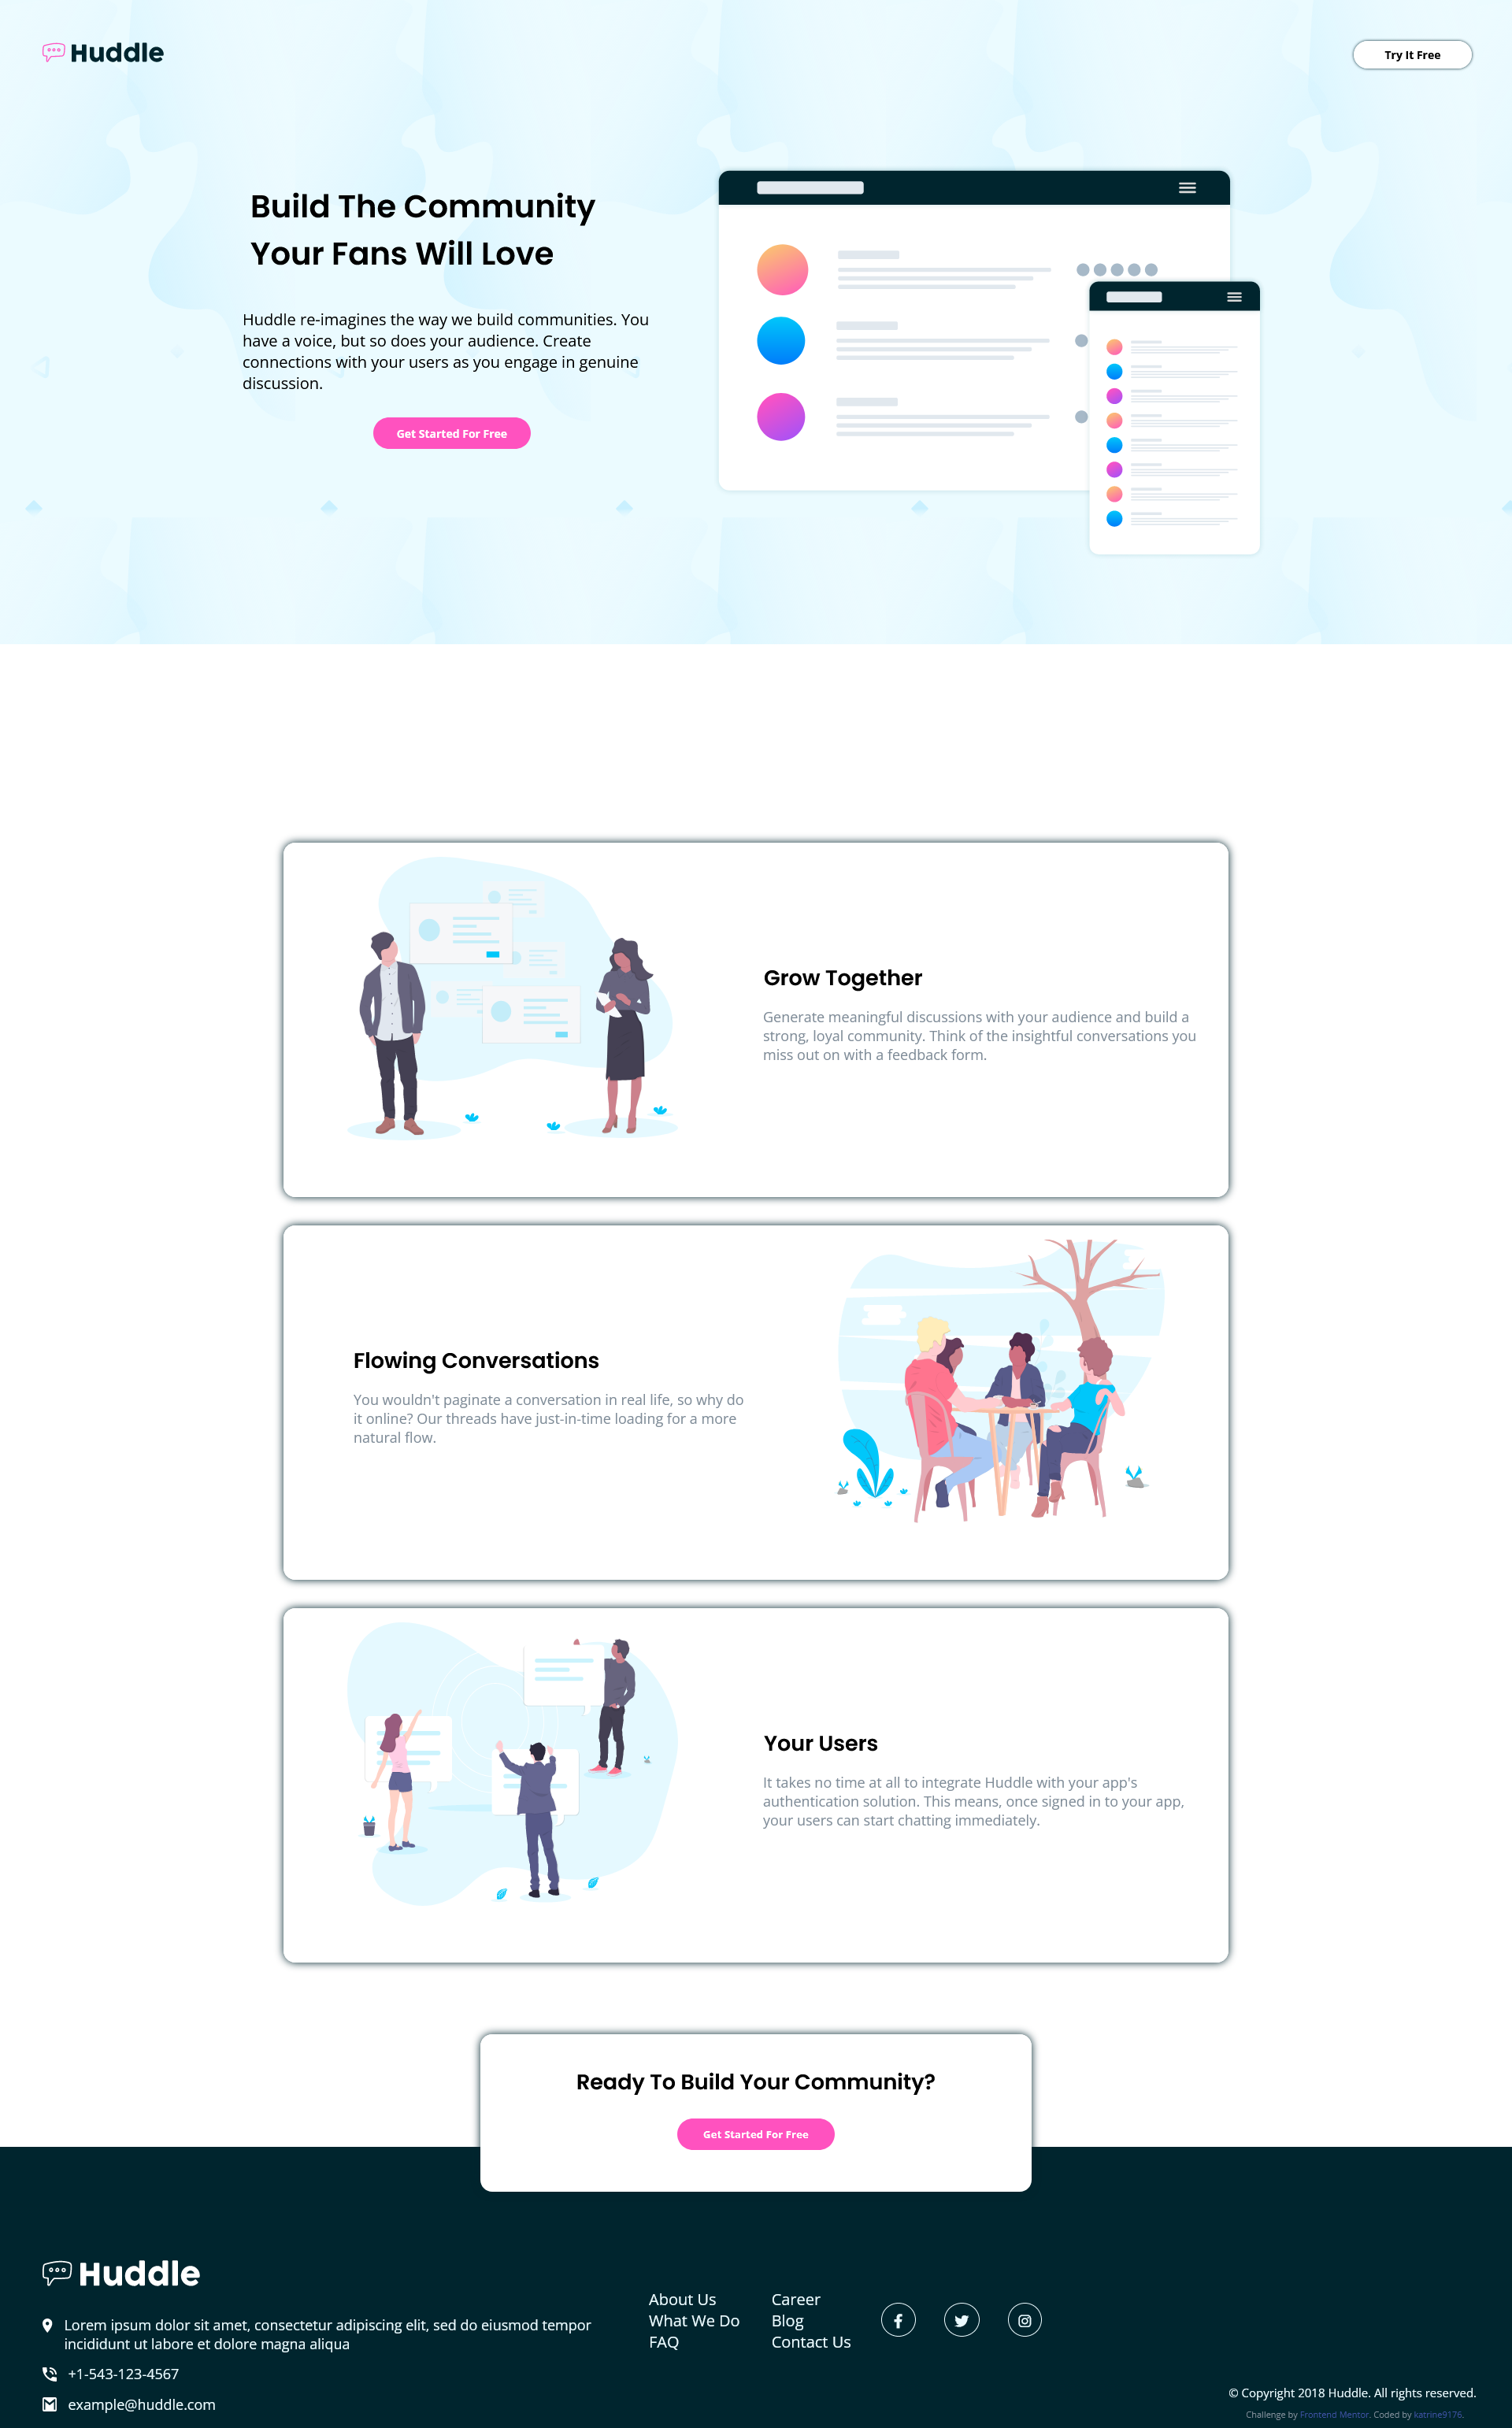 Huddle
Try It Free
Build The Community
Your Fans Will Love
Huddle re-imagines the way we build communities. You
have a voice, but so does your audience. Create
connections with your users as you engage in genuine
discussion.
Get Started For Free
Grow Together
Generate meaningful discussions with your audience and build a
strong, loyal community. Think of the insightful conversations you
miss out on with a feedback form.
Flowing Conversations
You wouldn't paginate a conversation in real life, so why do
it online? Our threads have just-in-time loading for a more
natural flow.
Your Users
It takes no time at all to integrate Huddle with your app's
authentication solution. This means, once signed in to your app,
your users can start chatting immediately.
Ready To Build Your Community?
Get Started For Free
Huddle
Lorem ipsum dolor sit amet, consectetur adipiscing elit, sed do eiusmod tempor
incididunt ut labore et dolore magna aliqua
+1-543-123-4567
example@huddle.com
About Us
What We Do
FAQ
Career
Blog
Contact Us
© Copyright 2018 Huddle. All rights reserved.
Challenge by Frontend Mentor. Coded by katrine9176.